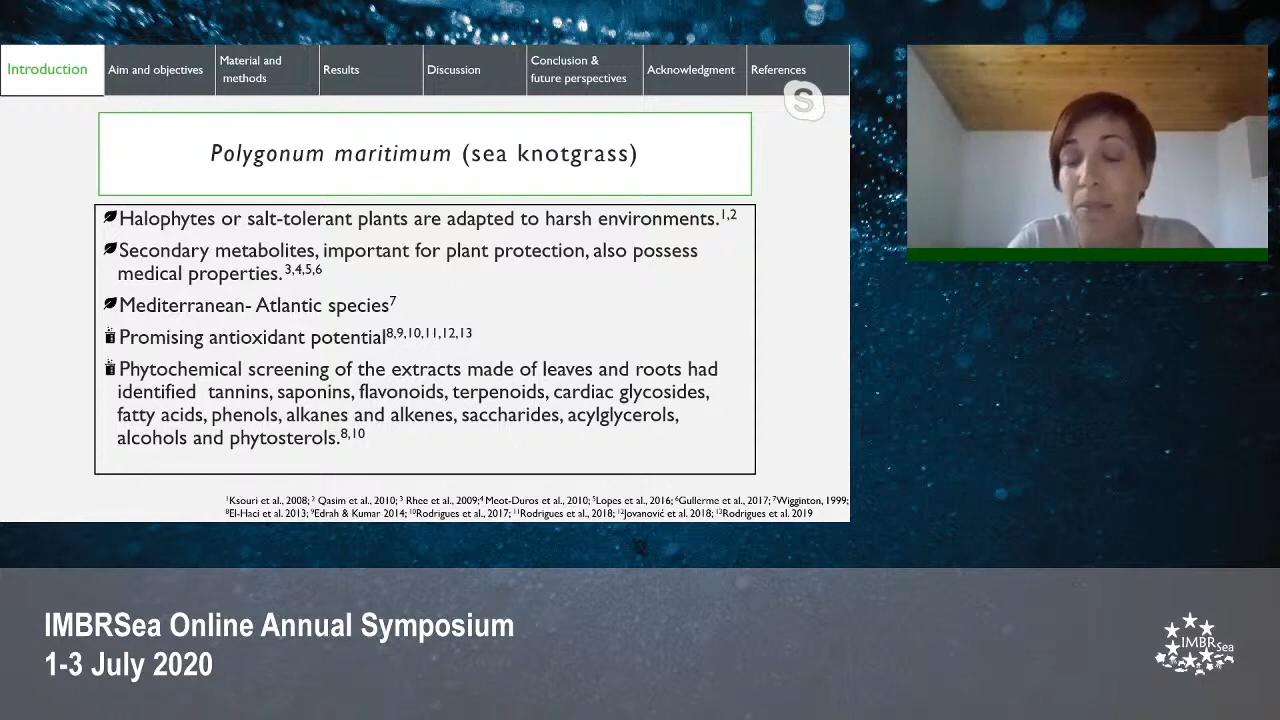 Introduction
Aim and objectives
Material and
methods
Results
Discussion
Conclusion &
future perspectives
Acknowledgment
References
S
Polygonum maritimum (sea knotgrass)
Halophytes or salt-tolerant plants are adapted to harsh environments.1,2
Secondary metabolites, important for plant protection, also possess
medical properties. 3,4,5,6
Mediterranean- Atlantic species7
Promising antioxidant potential8,9,10,11,12,13
Phytochemical screening of the extracts made of leaves and roots had
identified tannins, saponins, flavonoids, terpenoids, cardiac glycosides,
fatty acids, phenols, alkanes and alkenes, saccharides, acylglycerols,
alcohols and phytosterols.8,10
1Ksouri et al., 2008; 2 Qasim et al., 2010; 3 Rhee et al., 2009;4 Meot-Duros et al., 2010; 5Lopes et al., 2016; 6Gullerme et al., 2017; 7Wigginton, 1999;
8El-Haci et al. 2013; 9Edrah & Kumar 2014; 10Rodrigues et al., 2017; 11Rodrigues et al., 2018; 12Jovanović et al. 2018; 13Rodrigues et al. 2019
IMBRSea Online Annual Symposium
1-3 July 2020
IMBRSea